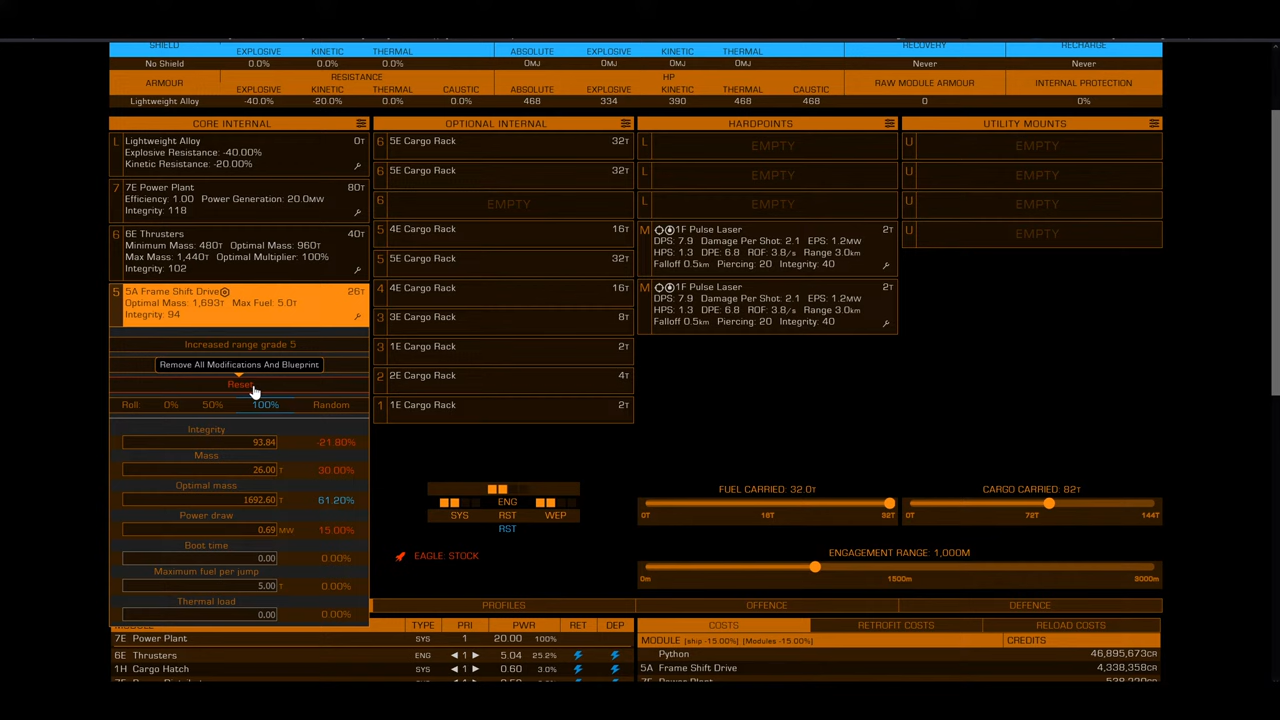 SHIELD
EXPLOSIVE KINETIC THERMAL ABSOLUTE EXPLOSIVE KINETIC THERMAL RECOVERY RECHARGE
No Shield 0.0% 0.0% 0.0% 0MJ 0MJ 0MJ 0MJ Never Never
ARMOUR RESISTANCE HP RAW MODULE ARMOUR INTERNAL PROTECTION
EXPLOSIVE KINETIC THERMAL CAUSTIC ABSOLUTE EXPLOSIVE KINETIC THERMAL CAUSTIC
Lightweight Alloy -40.0% -20.0% 0.0% 0.0% 468 334 390 468 468 0 0%
CORE INTERNAL
L Lightweight Alloy 0T
Explosive Resistance: -40.00%
Kinetic Resistance: -20.00%
7 7E Power Plant 80T
Efficiency: 1.00 Power Generation: 20.0MW
Integrity: 118
6 6E Thrusters 40T
Minimum Mass: 480T Optimal Mass: 960T
Max Mass: 1,440T Optimal Multiplier: 100%
Integrity: 102
5 5A Frame Shift Drive 26T
Optimal Mass: 1,693T Max Fuel: 5.0T
Integrity: 94
Increased range grade 5
Remove All Modifications And Blueprint
Reset
Roll: 0% 50% 100% Random
Integrity
93.84 -21.80%
Mass
26.00 T 30.00%
Optimal mass
1692.60 T 61.20%
Power draw
0.69 MW 15.00%
Boot time
0.00 0.00%
Maximum fuel per jump
5.00 T 0.00%
Thermal load
0.00 0.00%
OPTIONAL INTERNAL
6 5E Cargo Rack 32T
6 5E Cargo Rack 32T
6 EMPTY
5 4E Cargo Rack 16T
5 5E Cargo Rack 32T
4 4E Cargo Rack 16T
3 3E Cargo Rack 8T
3 1E Cargo Rack 2T
2 2E Cargo Rack 4T
1 1E Cargo Rack 2T
HARDPOINTS
L EMPTY
L EMPTY
L EMPTY
M 1F Pulse Laser 2T
DPS: 7.9 Damage Per Shot: 2.1 EPS: 1.2MW
HPS: 1.3 DPE: 6.8 ROF: 3.8/s Range 3.0km
Falloff 0.5km Piercing: 20 Integrity: 40
M 1F Pulse Laser 2T
DPS: 7.9 Damage Per Shot: 2.1 EPS: 1.2MW
HPS: 1.3 DPE: 6.8 ROF: 3.8/s Range 3.0km
Falloff 0.5km Piercing: 20 Integrity: 40
UTILITY MOUNTS
U EMPTY
U EMPTY
U EMPTY
U EMPTY
ENG
SYS RST WEP
RST
EAGLE: STOCK
FUEL CARRIED: 32.0T
0T 16T 32T
CARGO CARRIED: 82T
0T 72T 144T
ENGAGEMENT RANGE: 1,000M
0m 1500m 3000m
PROFILES OFFENCE DEFENCE
MODULE TYPE PRI PWR RET DEP
7E Power Plant SYS 1 20.00 100%
6E Thrusters ENG 1 5.04 25.2%
1H Cargo Hatch SYS 1 0.60 3.0%
COSTS RETROFIT COSTS RELOAD COSTS
MODULE [ship -15.00%] [Modules -15.00%] CREDITS
Python 46,895,673CR
5A Frame Shift Drive 4,338,358CR